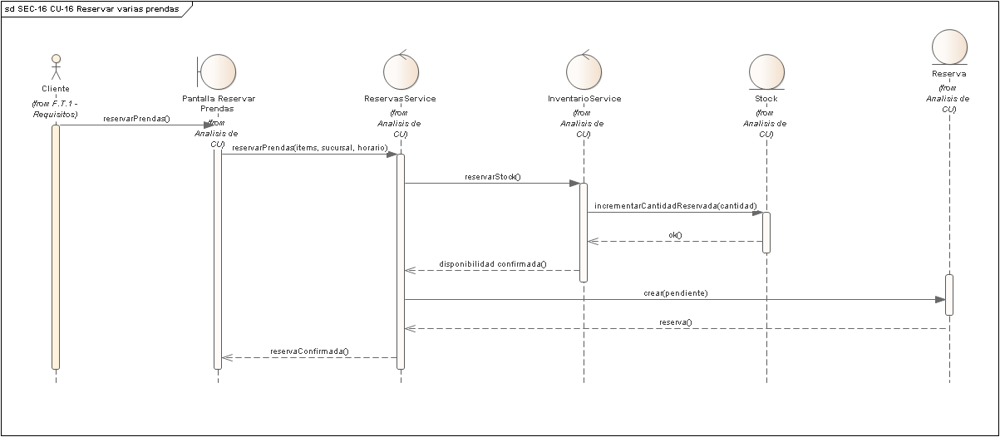 sd SEC-16 CU-16 Reservar varias prendas
Cliente
(from F.T.1 -
Requisitos)
Pantalla Reservar
Prendas
(from
Analisis de
CU)
ReservasService
(from
Analisis de
CU)
InventarioService
(from
Analisis de
CU)
Stock
(from
Analisis de
CU)
Reserva
(from
Analisis de
CU)
reservarPrendas()
reservarPrendas(items, sucursal, horario)
reservarStock()
incrementarCantidadReservada(cantidad)
ok()
disponibilidad confirmada()
crear(pendiente)
reserva()
reservaConfirmada()